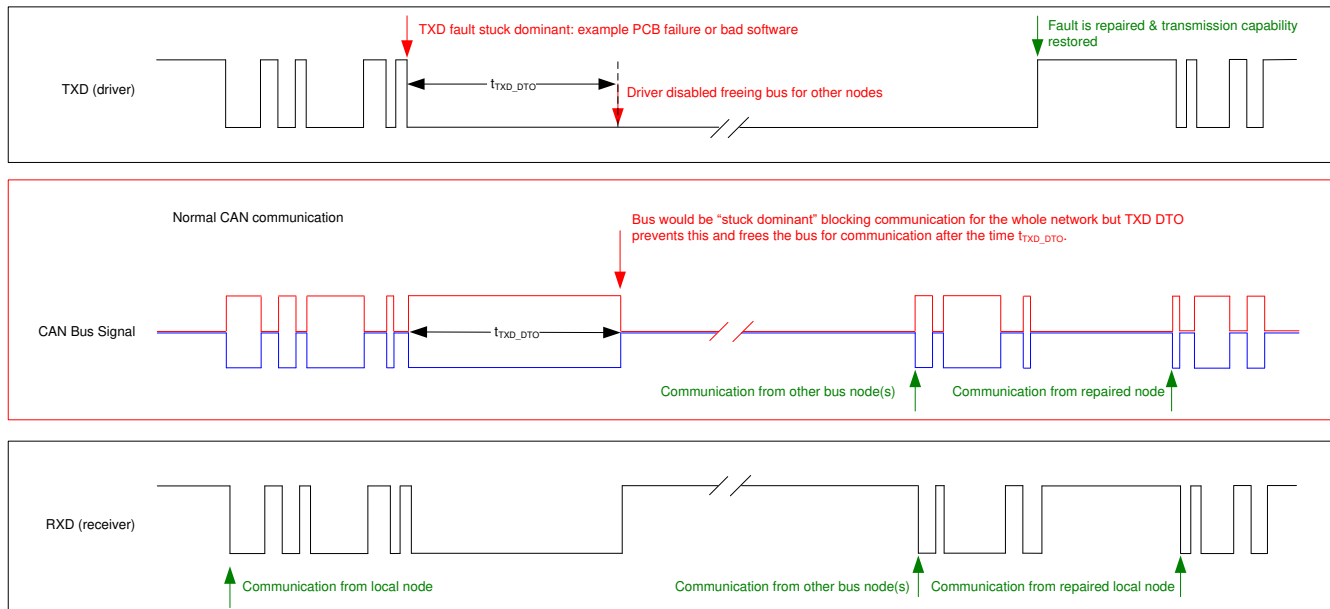 TXD fault stuck dominant: example PCB failure or bad software
Fault is repaired & transmission capability
restored
TXD (driver)
tTXD_DTO
Driver disabled freeing bus for other nodes
Normal CAN communication
Bus would be “stuck dominant” blocking communication for the whole network but TXD DTO
prevents this and frees the bus for communication after the time tTXD_DTO.
CAN Bus Signal
tTXD_DTO
Communication from other bus node(s)
Communication from repaired node
RXD (receiver)
Communication from local node
Communication from other bus node(s)
Communication from repaired local node